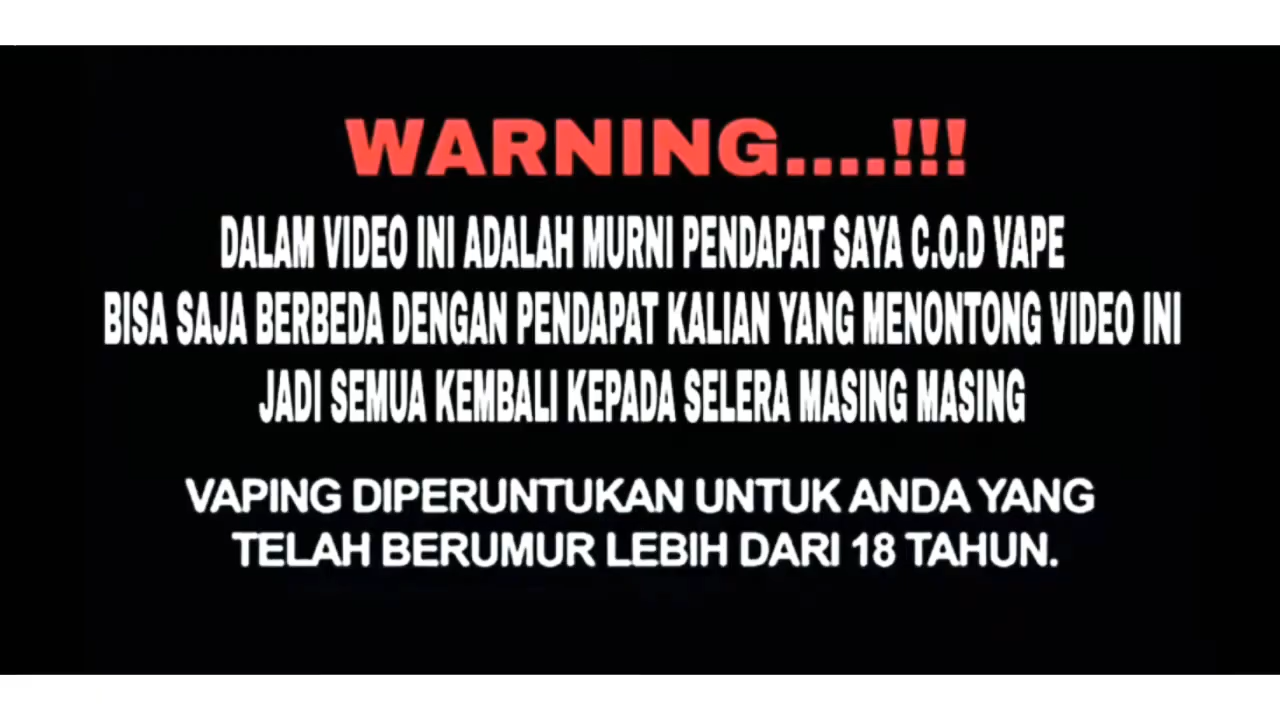 WARNING....!!!
DALAM VIDEO INI ADALAH MURNI PENDAPAT SAYA C.O.D VAPE
BISA SAJA BERBEDA DENGAN PENDAPAT KALIAN YANG MENONTONG VIDEO INI
JADI SEMUA KEMBALI KEPADA SELERA MASING MASING
VAPING DIPERUNTUKAN UNTUK ANDA YANG
TELAH BERUMUR LEBIH DARI 18 TAHUN.